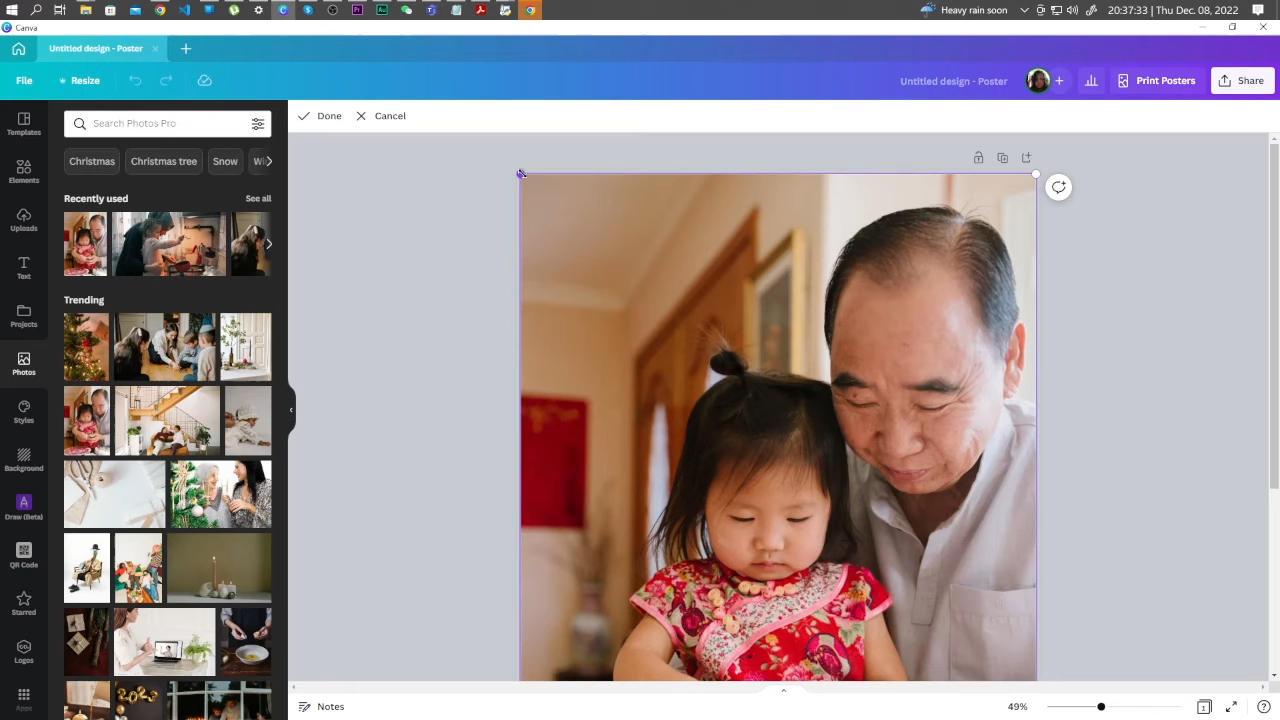 Heavy rain soon
20:37:33 | Thu Dec. 08, 2022
Canva
Untitled design - Poster
File
Resize
Untitled design - Poster
Print Posters
Share
Templates
Elements
Uploads
Text
Projects
Photos
Styles
Background
Draw (Beta)
QR Code
Starred
Logos
Apps
Search Photos Pro
Christmas
Christmas tree
Snow
Wi
Recently used
See all
Trending
Done
Cancel
Notes
49%
1